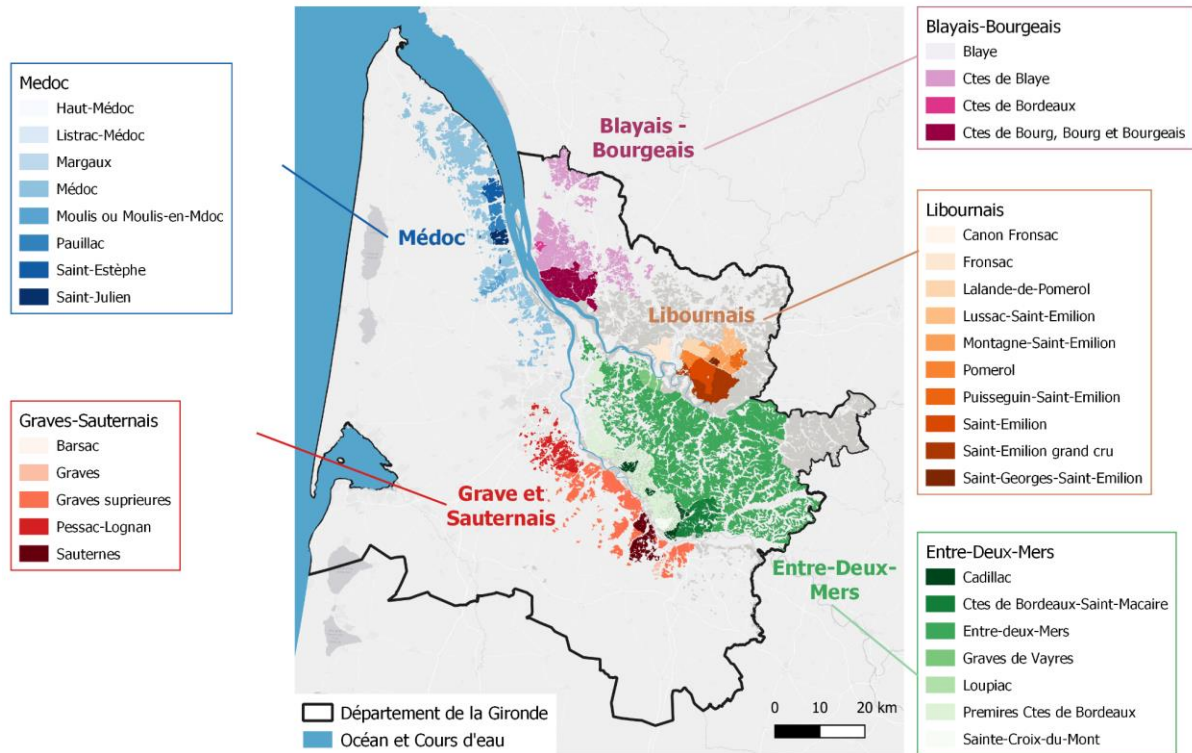 Medoc
Haut-Médoc
Listrac-Médoc
Margaux
Médoc
Moulis ou Moulis-en-Mdoc
Pauillac
Saint-Estèphe
Saint-Julien
Graves-Sauternais
Barsac
Graves
Graves suprieures
Pessac-Lognan
Sauternes
Blayais -
Bourgeais
Médoc
Libournais
Grave et
Sauternais
Entre-Deux-
Mers
Département de la Gironde
Océan et Cours d'eau
0 10 20 km
Blayais-Bourgeais
Blaye
Ctes de Blaye
Ctes de Bordeaux
Ctes de Bourg, Bourg et Bourgeais
Libournais
Canon Fronsac
Fronsac
Lalande-de-Pomerol
Lussac-Saint-Emilion
Montagne-Saint-Emilion
Pomerol
Puisseguin-Saint-Emilion
Saint-Emilion
Saint-Emilion grand cru
Saint-Georges-Saint-Emilion
Entre-Deux-Mers
Cadillac
Ctes de Bordeaux-Saint-Macaire
Entre-deux-Mers
Graves de Vayres
Loupiac
Premires Ctes de Bordeaux
Sainte-Croix-du-Mont